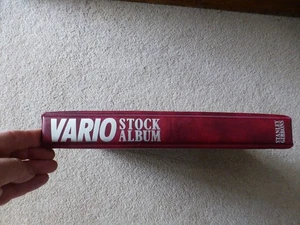 VARIO
STOCK
ALBUM
STANLEY
GIBBONS